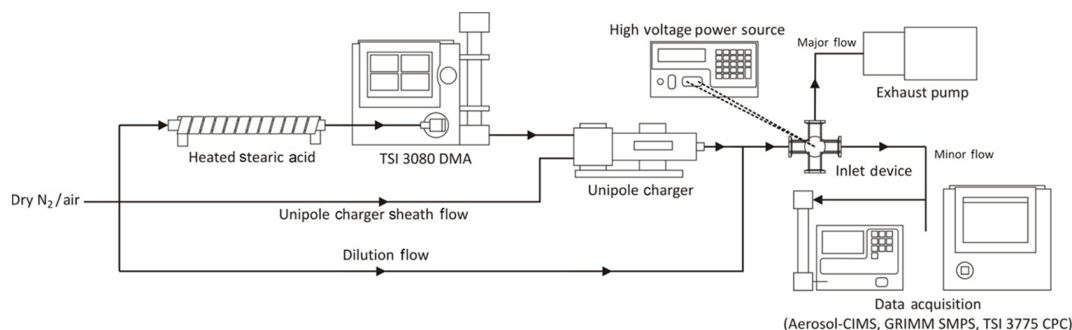 High voltage power source
Major flow
Exhaust pump
Heated stearic acid
TSI 3080 DMA
Unipole charger
Inlet device
Minor flow
Dry N₂/air
Unipole charger sheath flow
Dilution flow
Data acquisition
(Aerosol-CIMS, GRIMM SMPS, TSI 3775 CPC)